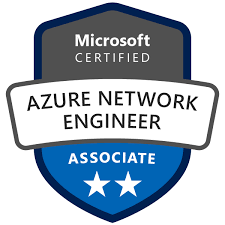 Microsoft
CERTIFIED
AZURE NETWORK
ENGINEER
ASSOCIATE